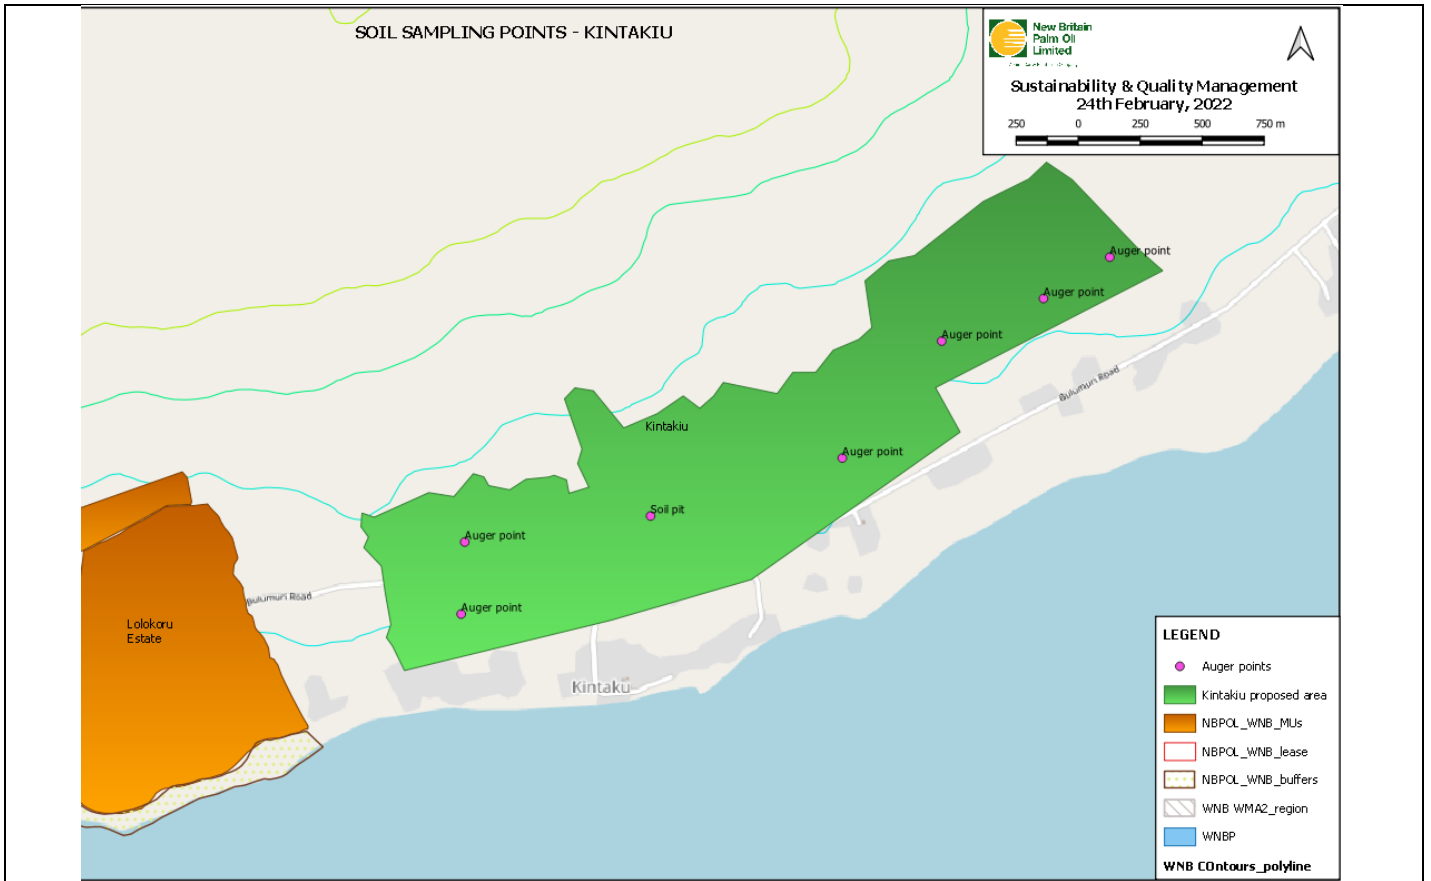 SOIL SAMPLING POINTS - KINTAKIU
New Britain
Palm Oil
Limited
Sustainability & Quality Management
24th February, 2022
250 0 250 500 750 m
Auger point
Auger point
Auger point
Bulumuri Road
Kintakiu
Auger point
Soil pit
Auger point
Bulumuri Road
Auger point
Lolokoru
Estate
Kintaku
LEGEND
Auger points
Kintakiu proposed area
NBPOL_WNB_MUs
NBPOL_WNB_lease
NBPOL_WNB_buffers
WNB WMA2_region
WNBP
WNB COntours_polyline